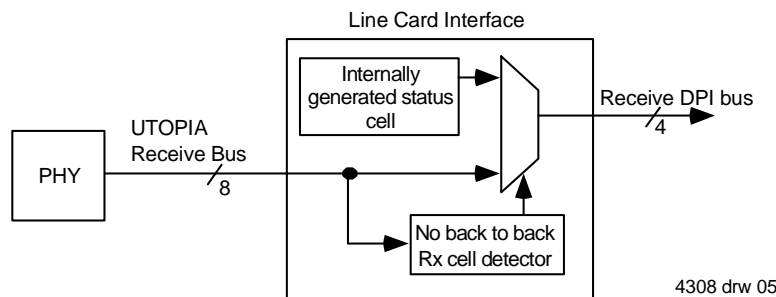 Line Card Interface
Internally
generated status
cell
Receive DPI bus
4
UTOPIA
Receive Bus
8
PHY
No back to back
Rx cell detector
4308 drw 05